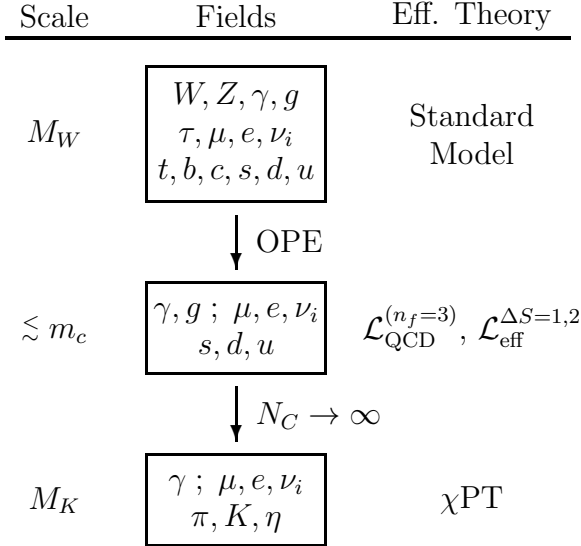 Scale Fields Eff. Theory
W, Z, γ, g
τ, μ, e, ν_i
t, b, c, s, d, u
M_W
Standard
Model
OPE
≲ m_c
γ, g ; μ, e, ν_i
s, d, u
ℒ_QCD^(n_f=3), ℒ_eff^ΔS=1,2
N_C → ∞
M_K
γ ; μ, e, ν_i
π, K, η
χPT